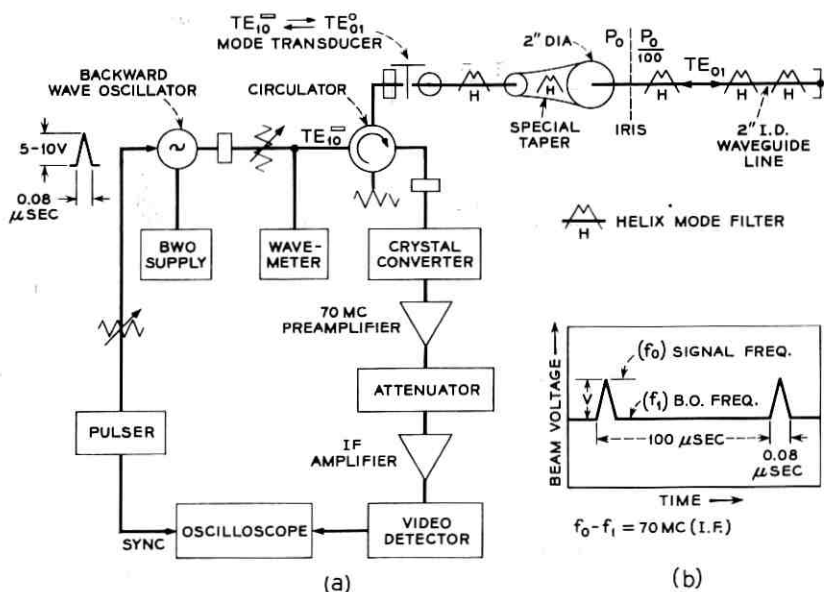 TE10 ⇌ TE°01
MODE TRANSDUCER
BACKWARD
WAVE OSCILLATOR
CIRCULATOR
2" DIA
P0
P0/100
TE01
5-10V
0.08
μSEC
~
TE10
H
H
SPECIAL
TAPER
IRIS
H
H
H
2" I.D.
WAVEGUIDE
LINE
BWO
SUPPLY
WAVE-
METER
CRYSTAL
CONVERTER
H
HELIX MODE FILTER
70 MC
PREAMPLIFIER
ATTENUATOR
PULSER
IF
AMPLIFIER
SYNC
OSCILLOSCOPE
VIDEO
DETECTOR
(a)
BEAM VOLTAGE
V
(f0) SIGNAL FREQ.
(f1) B.O. FREQ.
100 μSEC
0.08
μSEC
TIME
f0-f1 = 70 MC (I.F.)
(b)